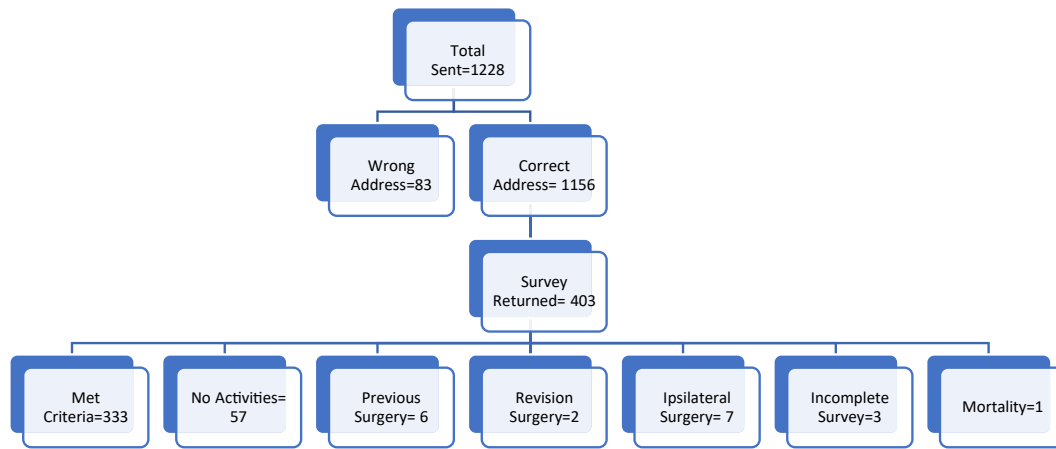 Total
Sent=1228
Wrong
Address=83
Correct
Address= 1156
Survey
Returned= 403
Met
Criteria=333
No Activities=
57
Previous
Surgery= 6
Revision
Surgery=2
Ipsilateral
Surgery= 7
Incomplete
Survey=3
Mortality=1